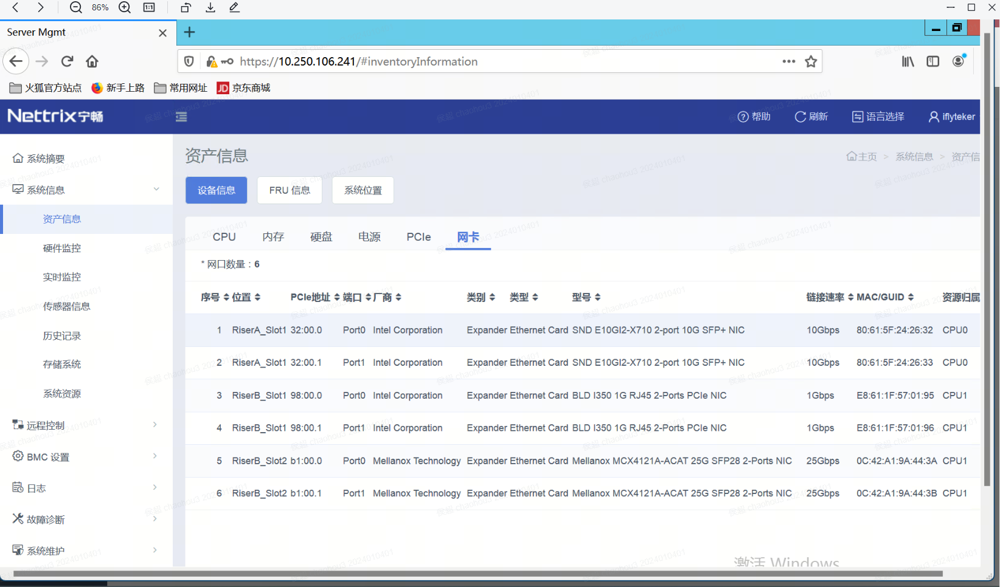 86%
1:1
Server Mgmt
https://10.250.106.241/#inventoryInformation
火狐官方站点 新手上路 常用网址 JD 京东商城
Nettrix宁畅 帮助 刷新 语言选择 iflyteker
系统摘要
系统信息
资产信息
硬件监控
实时监控
传感器信息
历史记录
存储系统
系统资源
远程控制
BMC 设置
日志
故障诊断
系统维护
资产信息
主页 > 系统信息 > 资产信
设备信息 FRU 信息 系统位置
CPU 内存 硬盘 电源 PCIe 网卡
* 网口数量：6
序号 位置 PCIe地址 端口 厂商 类别 类型 型号 链接速率 MAC/GUID 资源归属
1 RiserA_Slot1 32:00.0 Port0 Intel Corporation Expander Ethernet Card SND E10GI2-X710 2-port 10G SFP+ NIC 10Gbps 80:61:5F:24:26:32 CPU0
2 RiserA_Slot1 32:00.1 Port1 Intel Corporation Expander Ethernet Card SND E10GI2-X710 2-port 10G SFP+ NIC 10Gbps 80:61:5F:24:26:33 CPU0
3 RiserB_Slot1 98:00.0 Port0 Intel Corporation Expander Ethernet Card BLD I350 1G RJ45 2-Ports PCIe NIC 1Gbps E8:61:1F:57:01:95 CPU1
4 RiserB_Slot1 98:00.1 Port1 Intel Corporation Expander Ethernet Card BLD I350 1G RJ45 2-Ports PCIe NIC 1Gbps E8:61:1F:57:01:96 CPU1
5 RiserB_Slot2 b1:00.0 Port0 Mellanox Technology Expander Ethernet Card Mellanox MCX4121A-ACAT 25G SFP28 2-Ports NIC 25Gbps 0C:42:A1:9A:44:3A CPU1
6 RiserB_Slot2 b1:00.1 Port1 Mellanox Technology Expander Ethernet Card Mellanox MCX4121A-ACAT 25G SFP28 2-Ports NIC 25Gbps 0C:42:A1:9A:44:3B CPU1
激活 Windows
chaohou3 2024010401